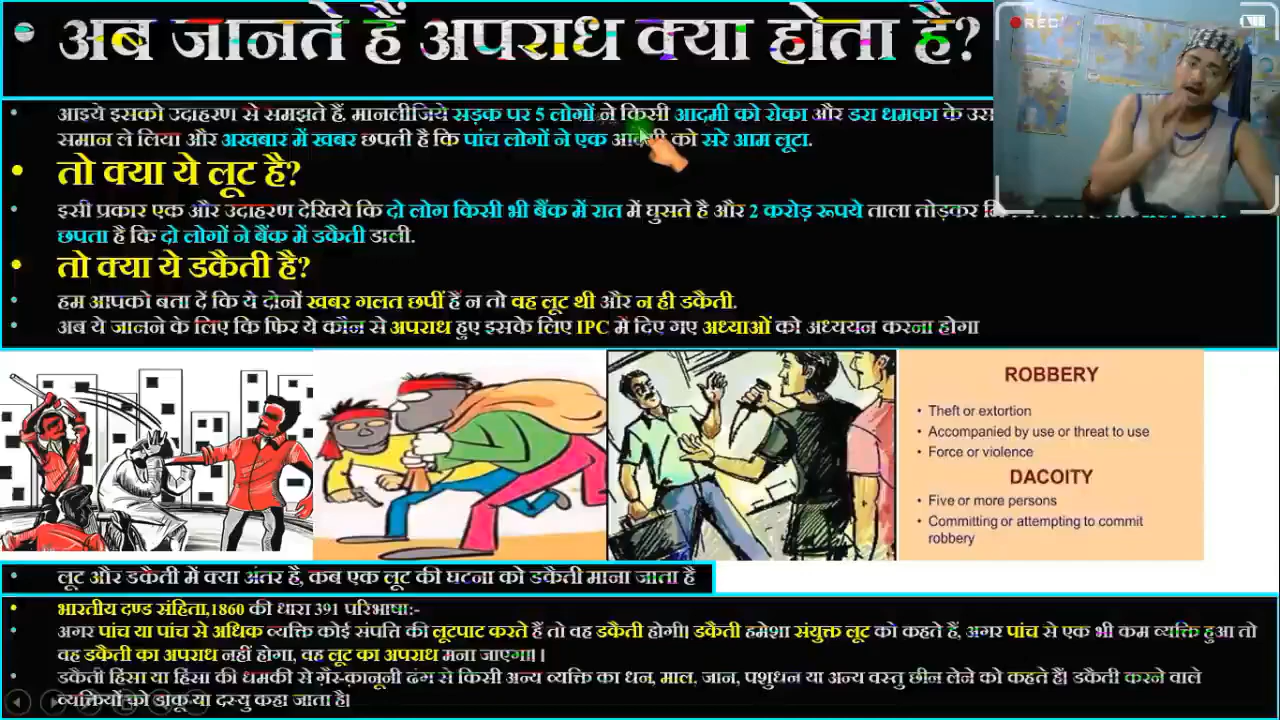 • अब जानते हैं अपराध क्या होता है?
REC
• आइये इसको उदाहरण से समझते हैं. मानलीजिये सड़क पर 5 लोगों ने किसी आदमी को रोका और डरा धमका के उस
समान ले लिया और अखबार में खबर छपती है कि पांच लोगों ने एक आदमी को सरे आम लूटा.
• तो क्या ये लूट है?
• इसी प्रकार एक और उदाहरण देखिये कि दो लोग किसी भी बैंक में रात में घुसते है और 2 करोड़ रूपये ताला तोड़कर
छपता है कि दो लोगों ने बैंक में डकैती डाली.
• तो क्या ये डकैती है?
• हम आपको बता दें कि ये दोनों खबर गलत छपीं हैं न तो वह लूट थी और न ही डकैती.
• अब ये जानने के लिए कि फिर ये कौन से अपराध हुए इसके लिए IPC में दिए गए अध्याओं को अध्ययन करना होगा
ROBBERY
• Theft or extortion
• Accompanied by use or threat to use
• Force or violence
DACOITY
• Five or more persons
• Committing or attempting to commit
robbery
• लूट और डकैती में क्या अंतर है, कब एक लूट की घटना को डकैती माना जाता है
• भारतीय दण्ड संहिता,1860 की धारा 391 परिभाषा:-
• अगर पांच या पांच से अधिक व्यक्ति कोई संपति की लूटपाट करते हैं तो वह डकैती होगी| डकैती हमेशा संयुक्त लूट को कहते हैं, अगर पांच से एक भी कम व्यक्ति हुआ तो
वह डकैती का अपराध नहीं होगा, वह लूट का अपराध मना जाएगा| |
• डकैती हिंसा या हिंसा की धमकी से ग़ैर-क़ानूनी ढंग से किसी अन्य व्यक्ति का धन, माल, जान, पशुधन या अन्य वस्तु छीन लेने को कहते हैं| डकैती करने वाले
व्यक्तियों को डाकू या दस्यु कहा जाता है|